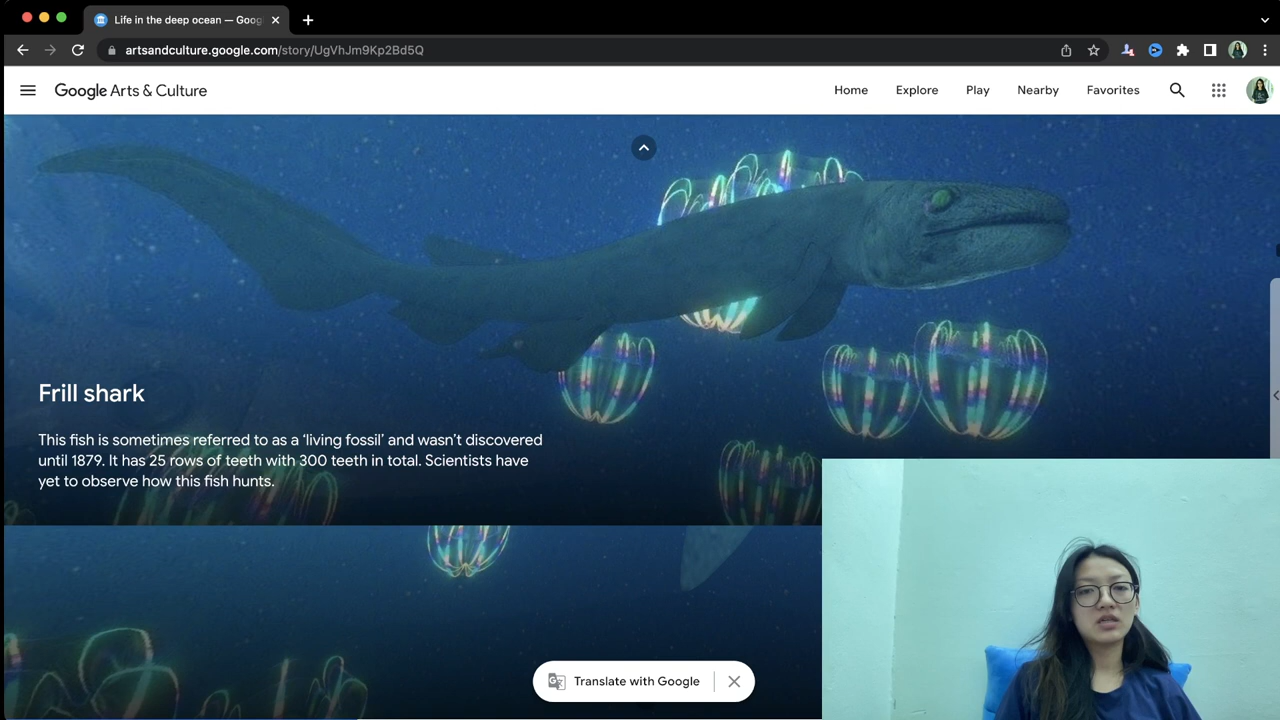 Life in the deep ocean — Goog
artsandculture.google.com/story/UgVhJm9Kp2Bd5Q
Google Arts & Culture
Home Explore Play Nearby Favorites
Frill shark
This fish is sometimes referred to as a ‘living fossil’ and wasn’t discovered
until 1879. It has 25 rows of teeth with 300 teeth in total. Scientists have
yet to observe how this fish hunts.
Translate with Google